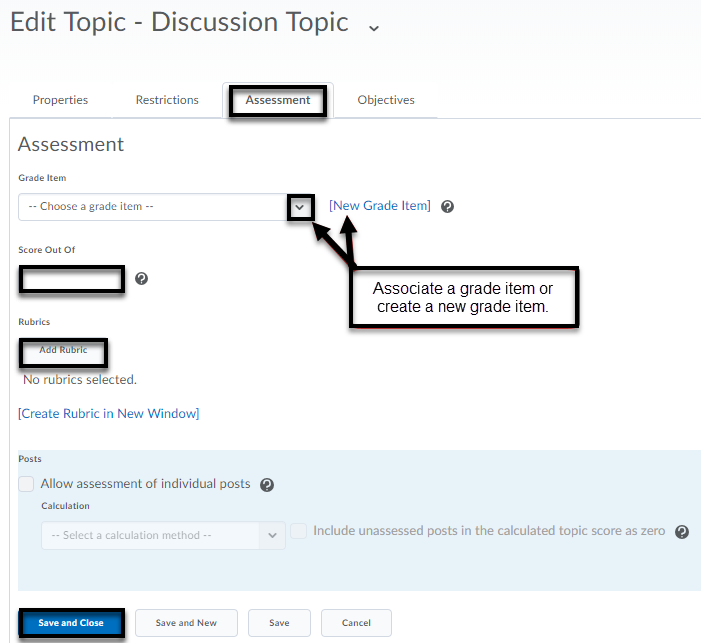 Edit Topic - Discussion Topic
Properties Restrictions Assessment Objectives
Assessment
Grade Item
-- Choose a grade item -- [New Grade Item] ?
Score Out Of
?
Associate a grade item or
create a new grade item.
Rubrics
Add Rubric
No rubrics selected.
[Create Rubric in New Window]
Posts
Allow assessment of individual posts ?
Calculation
-- Select a calculation method -- Include unassessed posts in the calculated topic score as zero ?
Save and Close Save and New Save Cancel